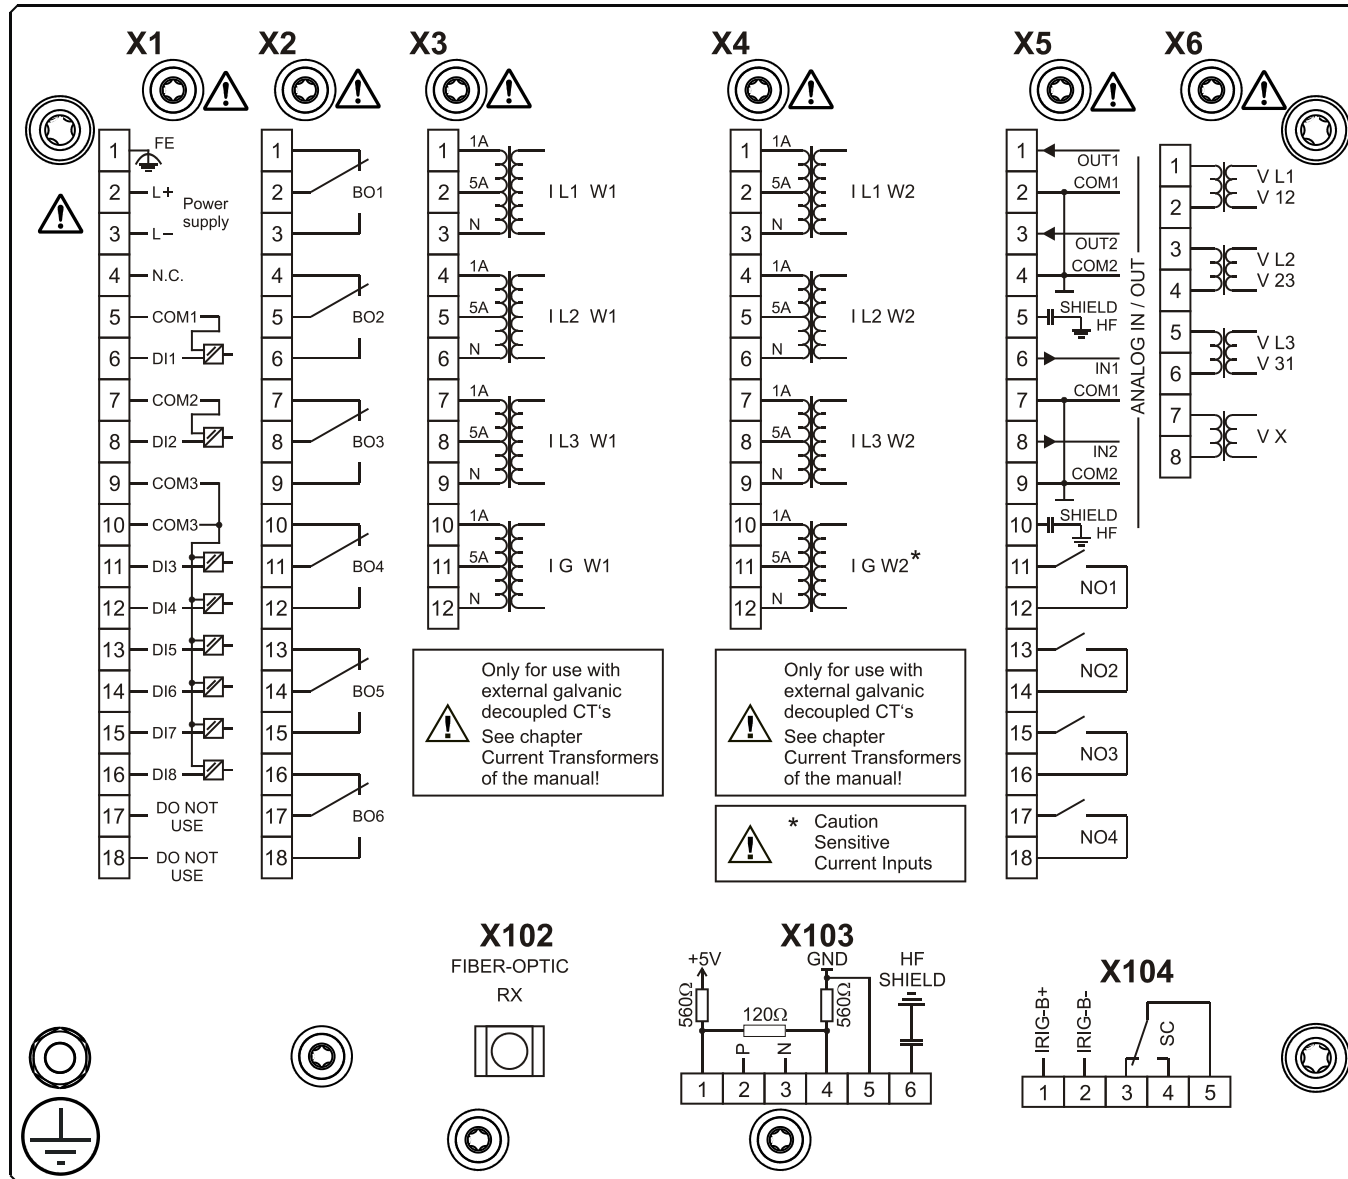 X1
X2
X3
X4
X5
X6
1
FE
2
L+
Power
supply
3
L–
4
N.C.
5
COM1
6
DI1
7
COM2
8
DI2
9
COM3
10
COM3
11
DI3
12
DI4
13
DI5
14
DI6
15
DI7
16
DI8
17
DO NOT
USE
18
DO NOT
USE
1
2
BO1
3
4
5
BO2
6
7
8
BO3
9
10
11
BO4
12
13
14
BO5
15
16
17
BO6
18
1
1A
2
5A
I L1 W1
3
N
4
1A
5
5A
I L2 W1
6
N
7
1A
8
5A
I L3 W1
9
N
10
1A
11
5A
I G W1
12
N
Only for use with
external galvanic
decoupled CT‘s
See chapter
Current Transformers
of the manual!
1
1A
2
5A
I L1 W2
3
N
4
1A
5
5A
I L2 W2
6
N
7
1A
8
5A
I L3 W2
9
N
10
1A
11
5A
I G W2*
12
N
Only for use with
external galvanic
decoupled CT‘s
See chapter
Current Transformers
of the manual!
* Caution
Sensitive
Current Inputs
1
OUT1
2
COM1
3
OUT2
4
COM2
5
SHIELD
HF
6
IN1
7
COM1
8
IN2
9
COM2
10
SHIELD
HF
ANALOG IN / OUT
11
NO1
12
13
NO2
14
15
NO3
16
17
NO4
18
1
V L1
2
V 12
3
V L2
4
V 23
5
V L3
6
V 31
7
V X
8
X102
FIBER-OPTIC
RX
X103
+5V
GND
HF
SHIELD
560Ω
120Ω
560Ω
P
N
1
2
3
4
5
6
X104
IRIG-B+
IRIG-B-
SC
1
2
3
4
5